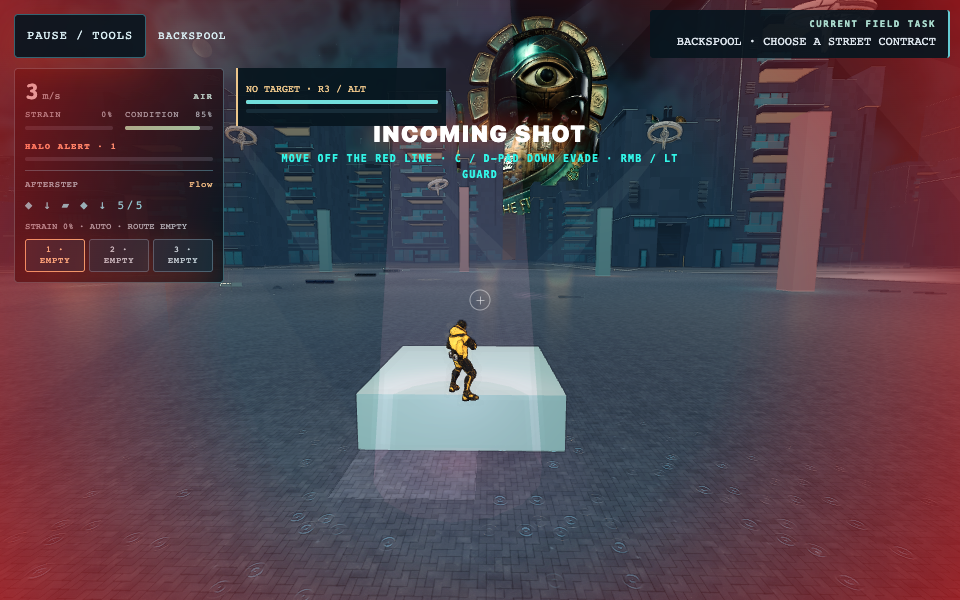 PAUSE / TOOLS
BACKSPOOL
CURRENT FIELD TASK
BACKSPOOL · CHOOSE A STREET CONTRACT
3 m/s
AIR
STRAIN 0%
CONDITION 85%
HALO ALERT · 1
AFTERSTEP
Flow
5/5
STRAIN 0% · AUTO · ROUTE EMPTY
1 · EMPTY
2 · EMPTY
3 · EMPTY
NO TARGET · R3 / ALT
INCOMING SHOT
MOVE OFF THE RED LINE · C / D-PAD DOWN EVADE · RMB / LT
GUARD